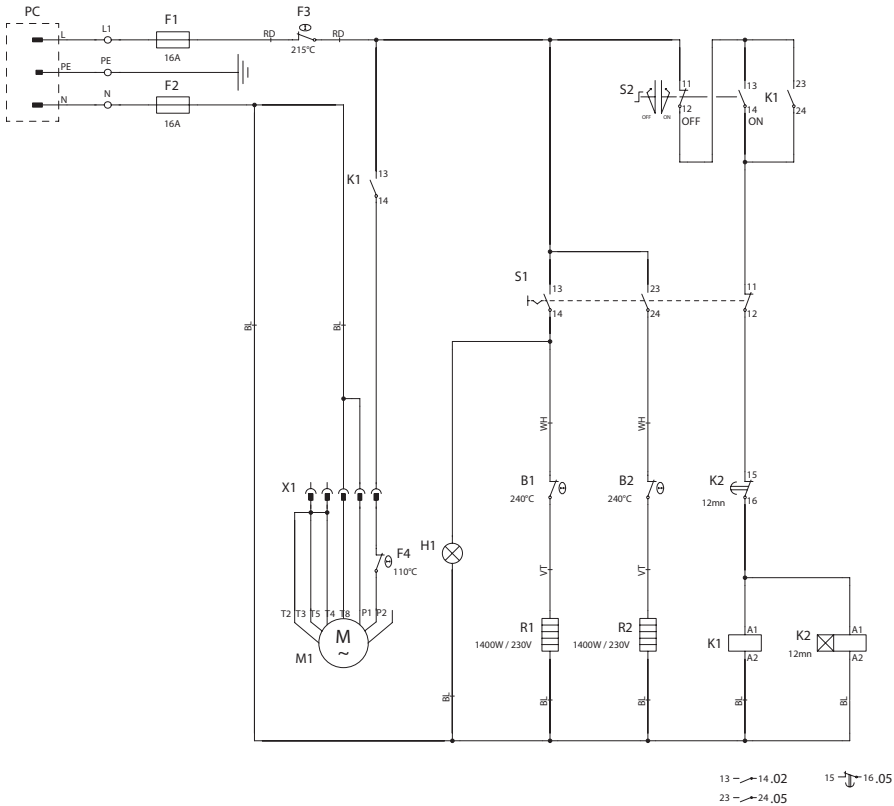 PC
F1
F3
L
L1
RD
RD
16A
215°C
PE
PE
F2
N
N
16A
S2
11
12
OFF
OFF
ON
13
14
ON
K1
23
24
K1
13
14
S1
13
14
23
24
11
12
BL
BL
WH
WH
X1
B1
240°C
B2
240°C
K2
12mn
15
16
F4
110°C
H1
VT
VT
T2
T3
T5
T4
T8
P1
P2
M
~
M1
R1
1400W / 230V
R2
1400W / 230V
K1
A1
A2
K2
12mn
A1
A2
BL
BL
BL
BL
BL
13 14 .02
23 24 .05
15 16 .05